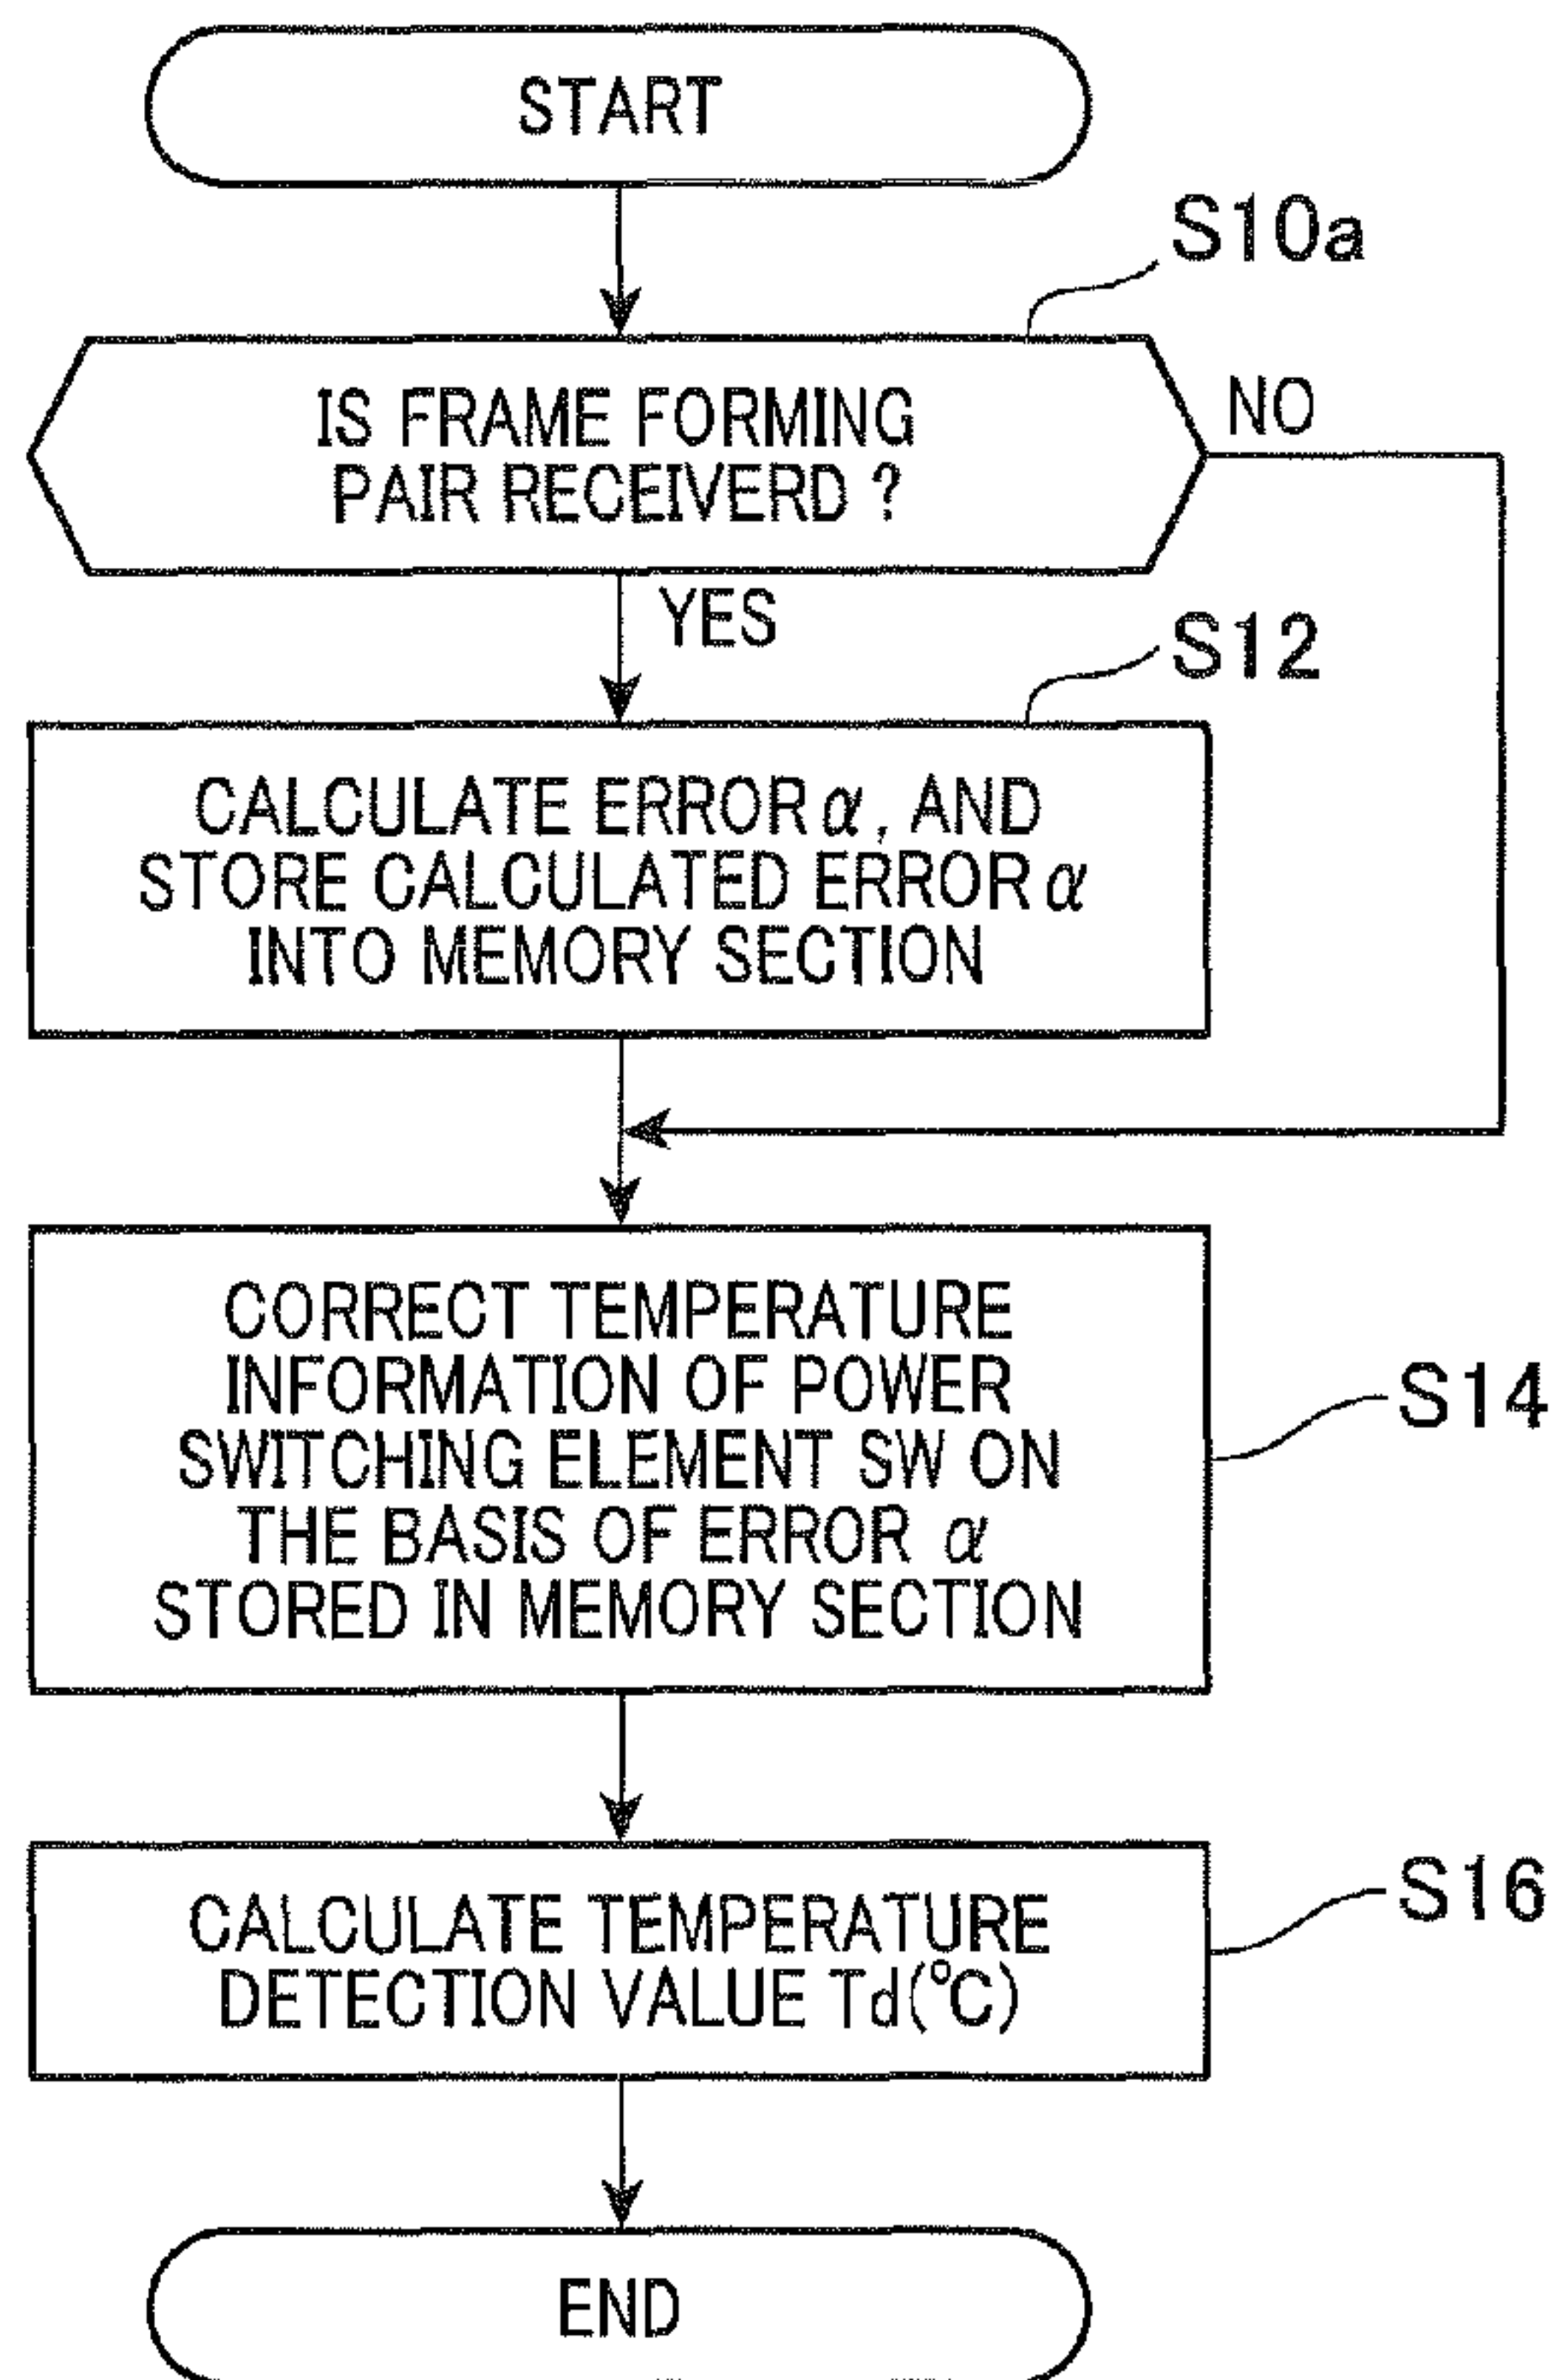 START
S10a
IS FRAME FORMING
PAIR RECEIVERD ?
NO
YES
S12
CALCULATE ERROR α, AND
STORE CALCULATED ERROR α
INTO MEMORY SECTION
CORRECT TEMPERATURE
INFORMATION OF POWER
SWITCHING ELEMENT SW ON
THE BASIS OF ERROR α
STORED IN MEMORY SECTION
S14
CALCULATE TEMPERATURE
DETECTION VALUE Td(°C)
S16
END